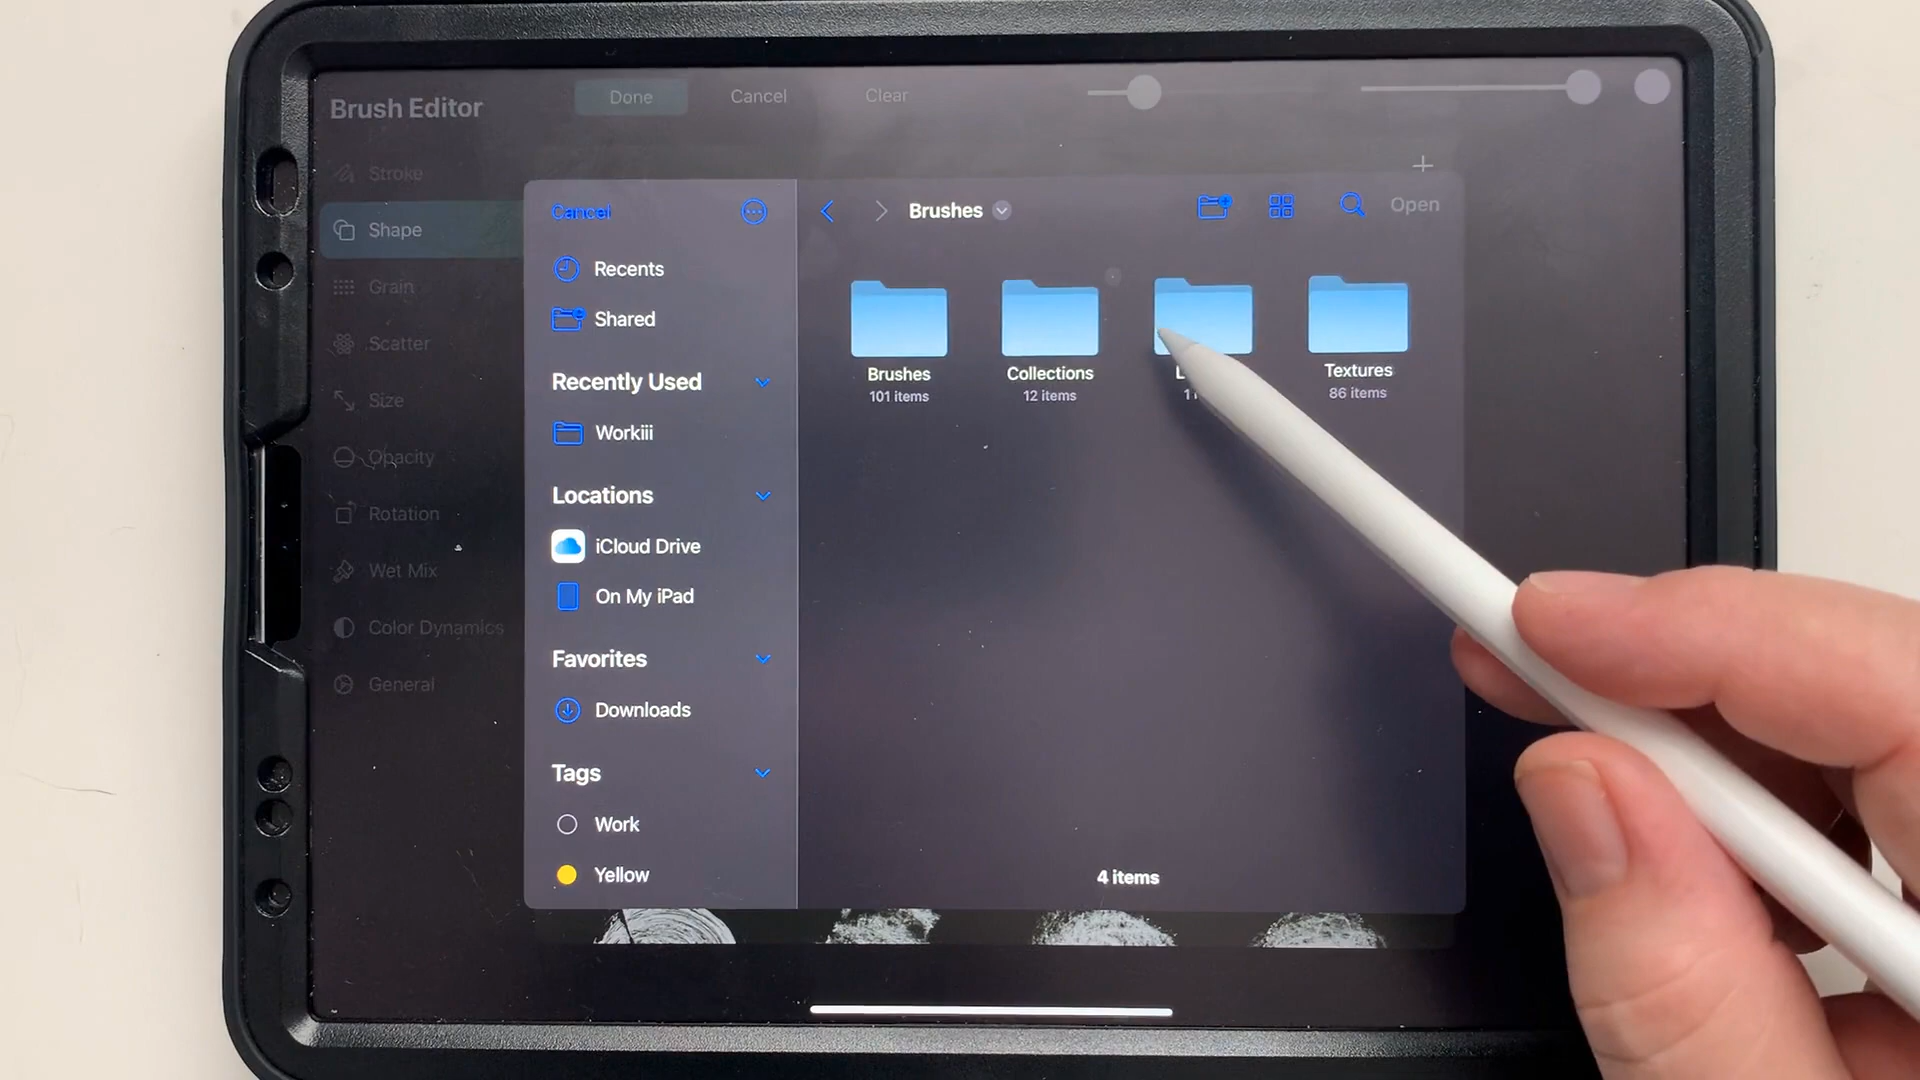 Brush Editor
Done
Cancel
Clear
Stroke
Shape
Grain
Scatter
Size
Opacity
Rotation
Wet Mix
Color Dynamics
General
Cancel
Recents
Shared
Recently Used
Workiii
Locations
iCloud Drive
On My iPad
Favorites
Downloads
Tags
Work
Yellow
Brushes
Open
Brushes
101 items
Collections
12 items
Textures
86 items
4 items